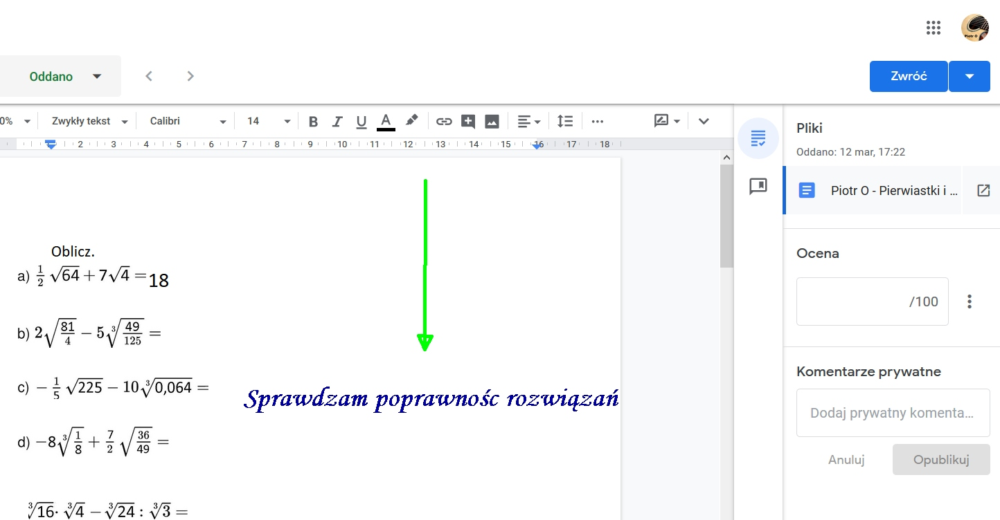 Piotr O
Oddano
Zwróć
0% Zwykły tekst Calibri 14 B I U A
2 3 4 5 6 7 8 9 10 11 12 13 14 15 16 17 18
Pliki
Oddano: 12 mar, 17:22
Piotr O - Pierwiastki i ...
Oblicz.
a) 1/2 √64 + 7√4 = 18
b) 2√(81/4) − 5∛(49/125) =
c) − 1/5 √225 − 10∛0,064 =
d) −8∛(1/8) + 7/2 √(36/49) =
∛16· ∛4 − ∛24 : ∛3 =
Sprawdzam poprawnośc rozwiązań
Ocena
/100
Komentarze prywatne
Dodaj prywatny komenta...
Anuluj Opublikuj